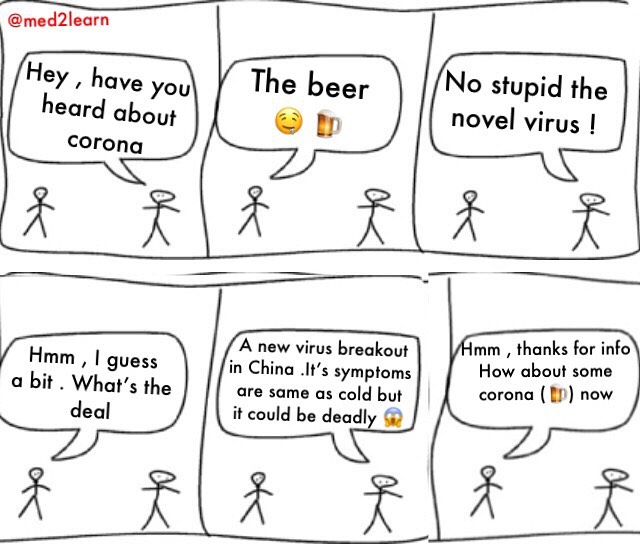 @med2learn
Hey , have you
heard about
corona
The beer
🤤 🍺
No stupid the
novel virus !
Hmm , I guess
a bit . What's the
deal
A new virus breakout
in China .It's symptoms
are same as cold but
it could be deadly 😱
Hmm , thanks for info
How about some
corona (🍺) now